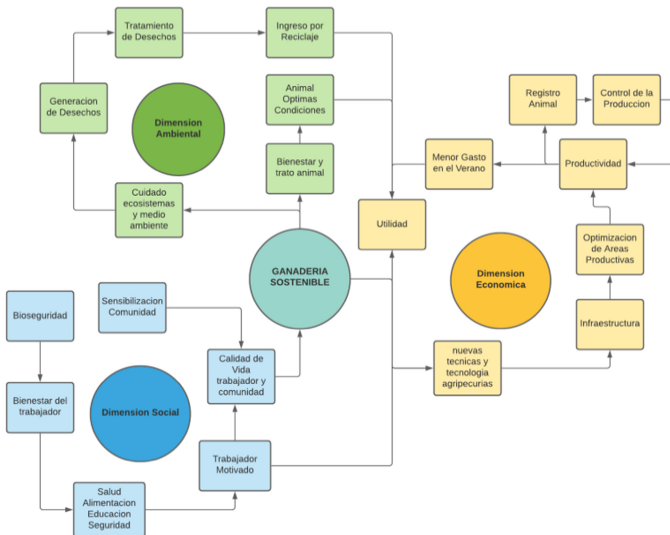 Tratamiento
de Desechos
Ingreso por
Reciclaje
Generacion
de Desechos
Dimension
Ambiental
Animal
Optimas
Condiciones
Registro
Animal
Control de la
Produccion
Bienestar y
trato animal
Menor Gasto
en el Verano
Productividad
Cuidado
ecosistemas
y medio
ambiente
Utilidad
Optimizacion
de Areas
Productivas
GANADERIA
SOSTENIBLE
Dimension
Economica
Sensibilizacion
Comunidad
Bioseguridad
Infraestructura
Calidad de
Vida
trabajador y
comunidad
nuevas
tecnicas y
tecnologia
agripecurias
Bienestar del
trabajador
Dimension Social
Trabajador
Motivado
Salud
Alimentacion
Educacion
Seguridad